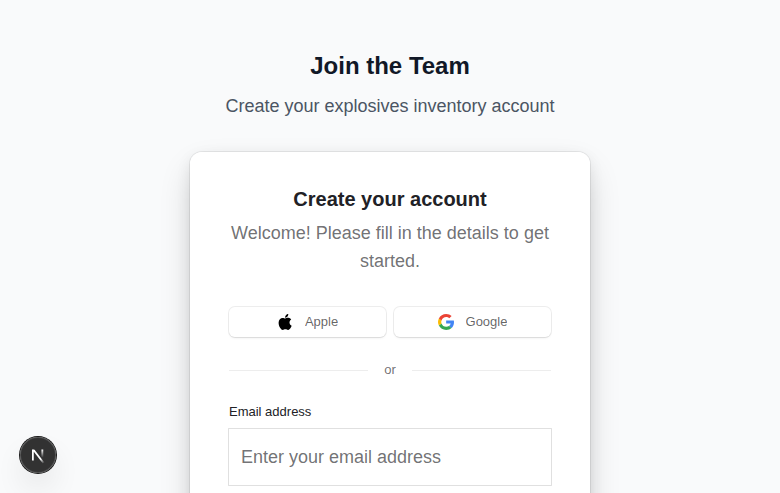 Join the Team
Create your explosives inventory account
Create your account
Welcome! Please fill in the details to get
started.
Apple
Google
or
Email address
Enter your email address
N